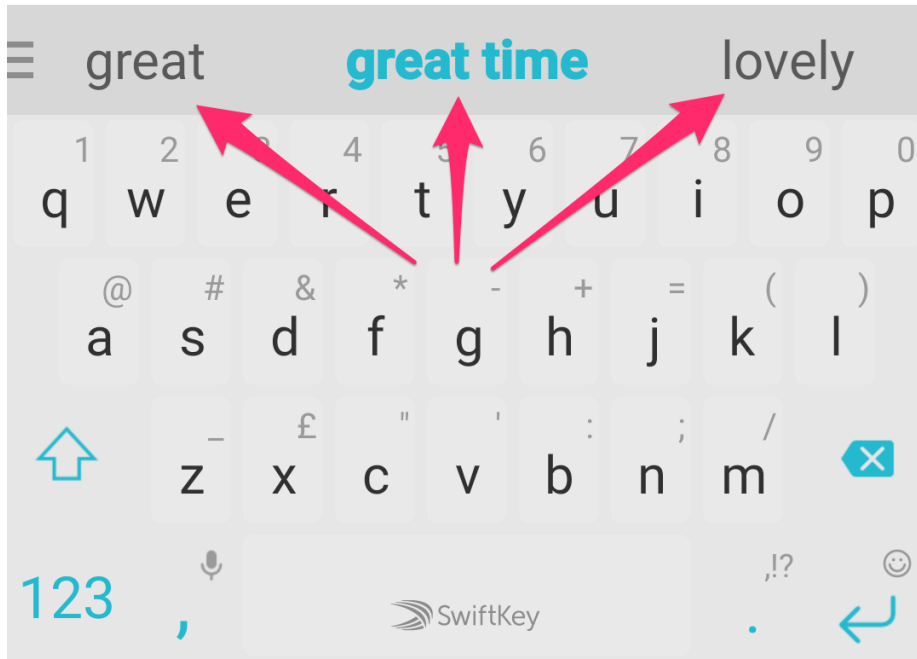 great great time lovely
1 2 3 4 5 6 7 8 9 0
q w e r t y u i o p
@ # & * - + = ( )
a s d f g h j k l
_ £ " ' : ; /
z x c v b n m
,!?
123 , SwiftKey .